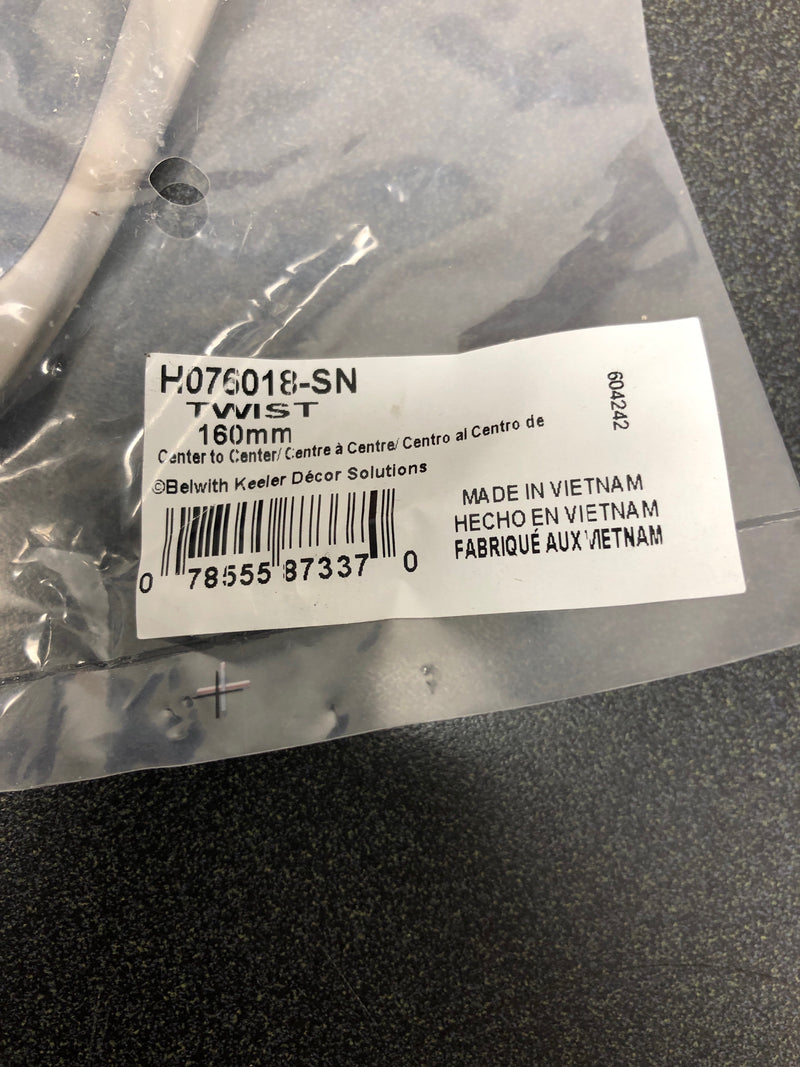 H076018-SN
TWIST
160mm
Center to Center/ Centre à Centre/ Centro al Centro de
©Belwith Keeler Décor Solutions
0 78555 87337 0
MADE IN VIETNAM
HECHO EN VIETNAM
FABRIQUÉ AUX VIETNAM
604242